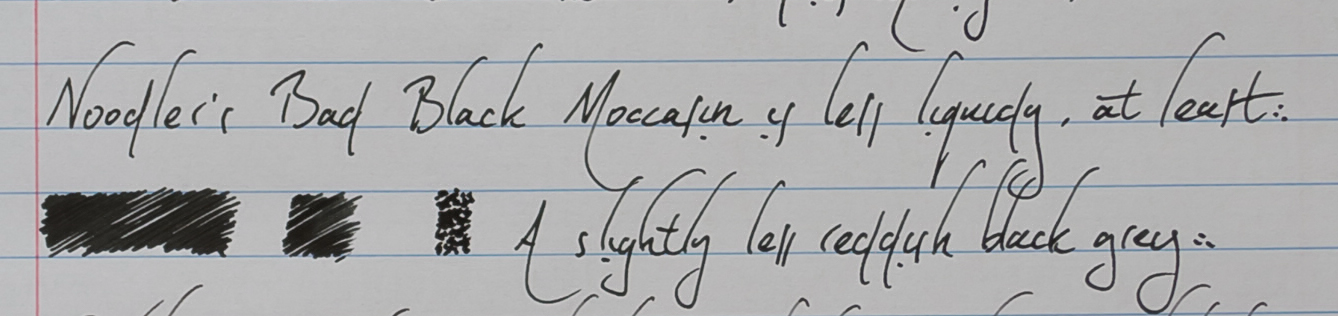 Noodler's Bad Black Moccasin is less liquidy, at least:.
A slightly less reddish black grey:.